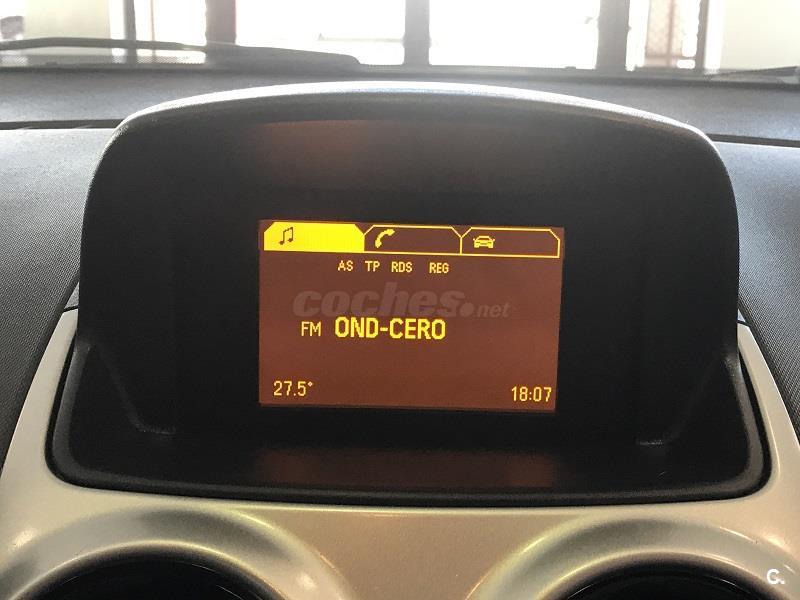 AS TP RDS REG
coches.net
FM OND-CERO
27.5° 18:07
c.